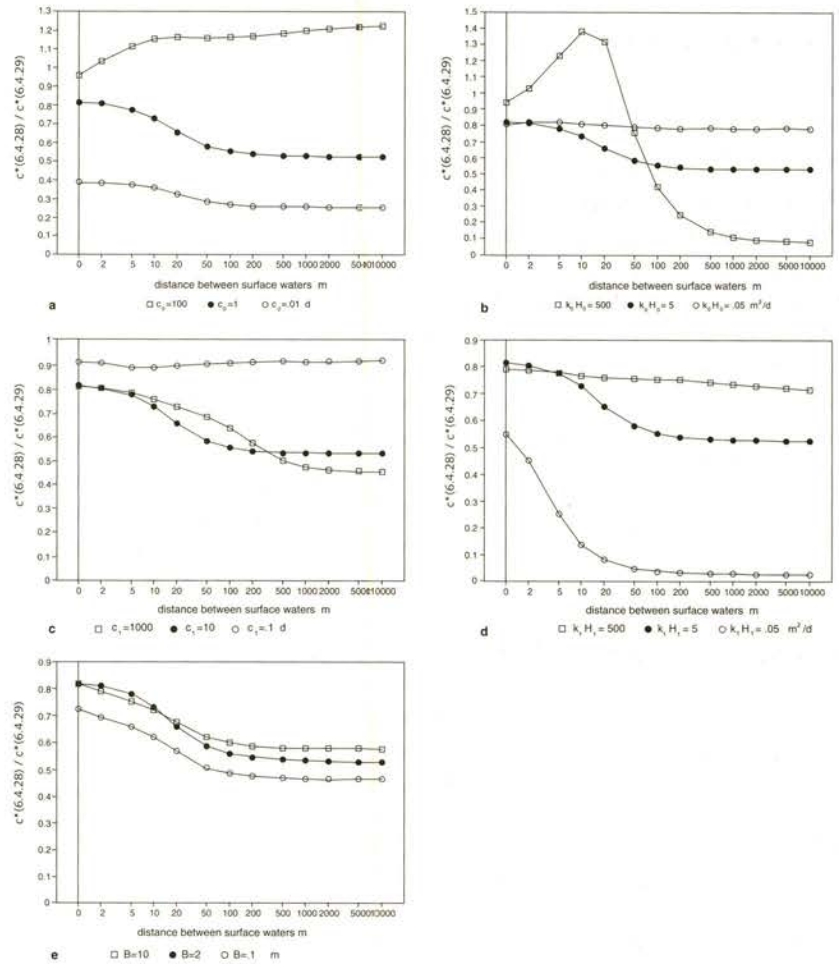 c*(6.4.28) / c*(6.4.29)
1.3
1.2
1.1
1
0.9
0.8
0.7
0.6
0.5
0.4
0.3
0.2
0.1
0
0 2 5 10 20 50 100 200 500 1000 2000
distance between surface waters m
a
□ c₀=100 ● c₀=1 ○ c₀=.01 d
c*(6.4.28) / c*(6.4.29)
1.5
1.4
1.3
1.2
1.1
1
0.9
0.8
0.7
0.6
0.5
0.4
0.3
0.2
0.1
0
0 2 5 10 20 50 100 200 500 1000 2000 5000 10000
distance between surface waters m
b
□ k₀H₀ = 500 ● k₀H₀ = 5 ○ k₀H₀ = .05 m²/d
c*(6.4.28) / c*(6.4.29)
1
0.9
0.8
0.7
0.6
0.5
0.4
0.3
0.2
0.1
0
0 2 5 10 20 50 100 200 500 1000 2000 5000 10000
distance between surface waters m
c
□ c₁=1000 ● c₁=10 ○ c₁=.1 d
c*(6.4.28) / c*(6.4.29)
0.9
0.8
0.7
0.6
0.5
0.4
0.3
0.2
0.1
0
0 2 5 10 20 50 100 200 500 1000 2000 5000 10000
distance between surface waters m
d
□ k₁H₁ = 500 ● k₁H₁ = 5 ○ k₁H₁ = .05 m²/d
c*(6.4.28) / c*(6.4.29)
0.9
0.8
0.7
0.6
0.5
0.4
0.3
0.2
0.1
0
0 2 5 10 20 50 100 200 500 1000 2000 5000
distance between surface waters m
e
□ B=10 ● B=2 ○ B=.1 m